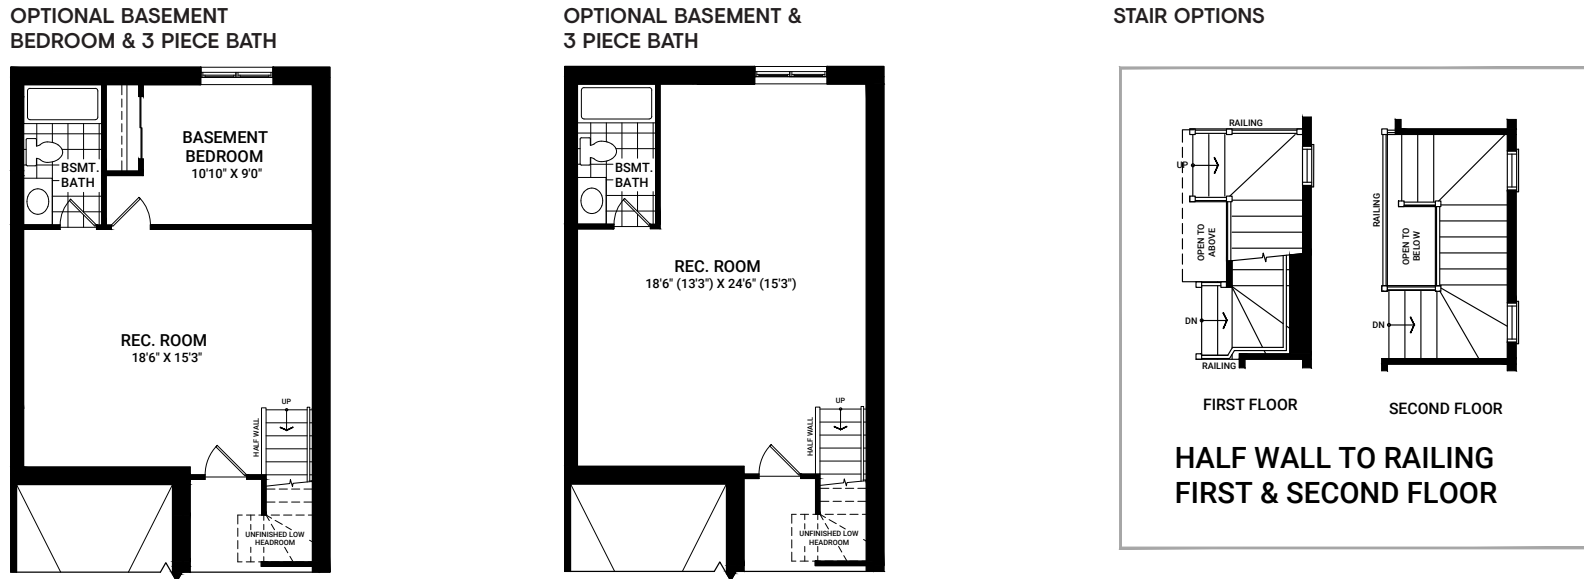 OPTIONAL BASEMENT
BEDROOM & 3 PIECE BATH
BASEMENT
BEDROOM
10'10" X 9'0"
BSMT.
BATH
REC. ROOM
18'6" X 15'3"
UP
HALF WALL
UNFINISHED LOW
HEADROOM
OPTIONAL BASEMENT &
3 PIECE BATH
BSMT.
BATH
REC. ROOM
18'6" (13'3") X 24'6" (15'3")
UP
HALF WALL
UNFINISHED LOW
HEADROOM
STAIR OPTIONS
RAILING
UP
OPEN TO
ABOVE
DN
RAILING
FIRST FLOOR
RAILING
OPEN TO
BELOW
DN
SECOND FLOOR
HALF WALL TO RAILING
FIRST & SECOND FLOOR